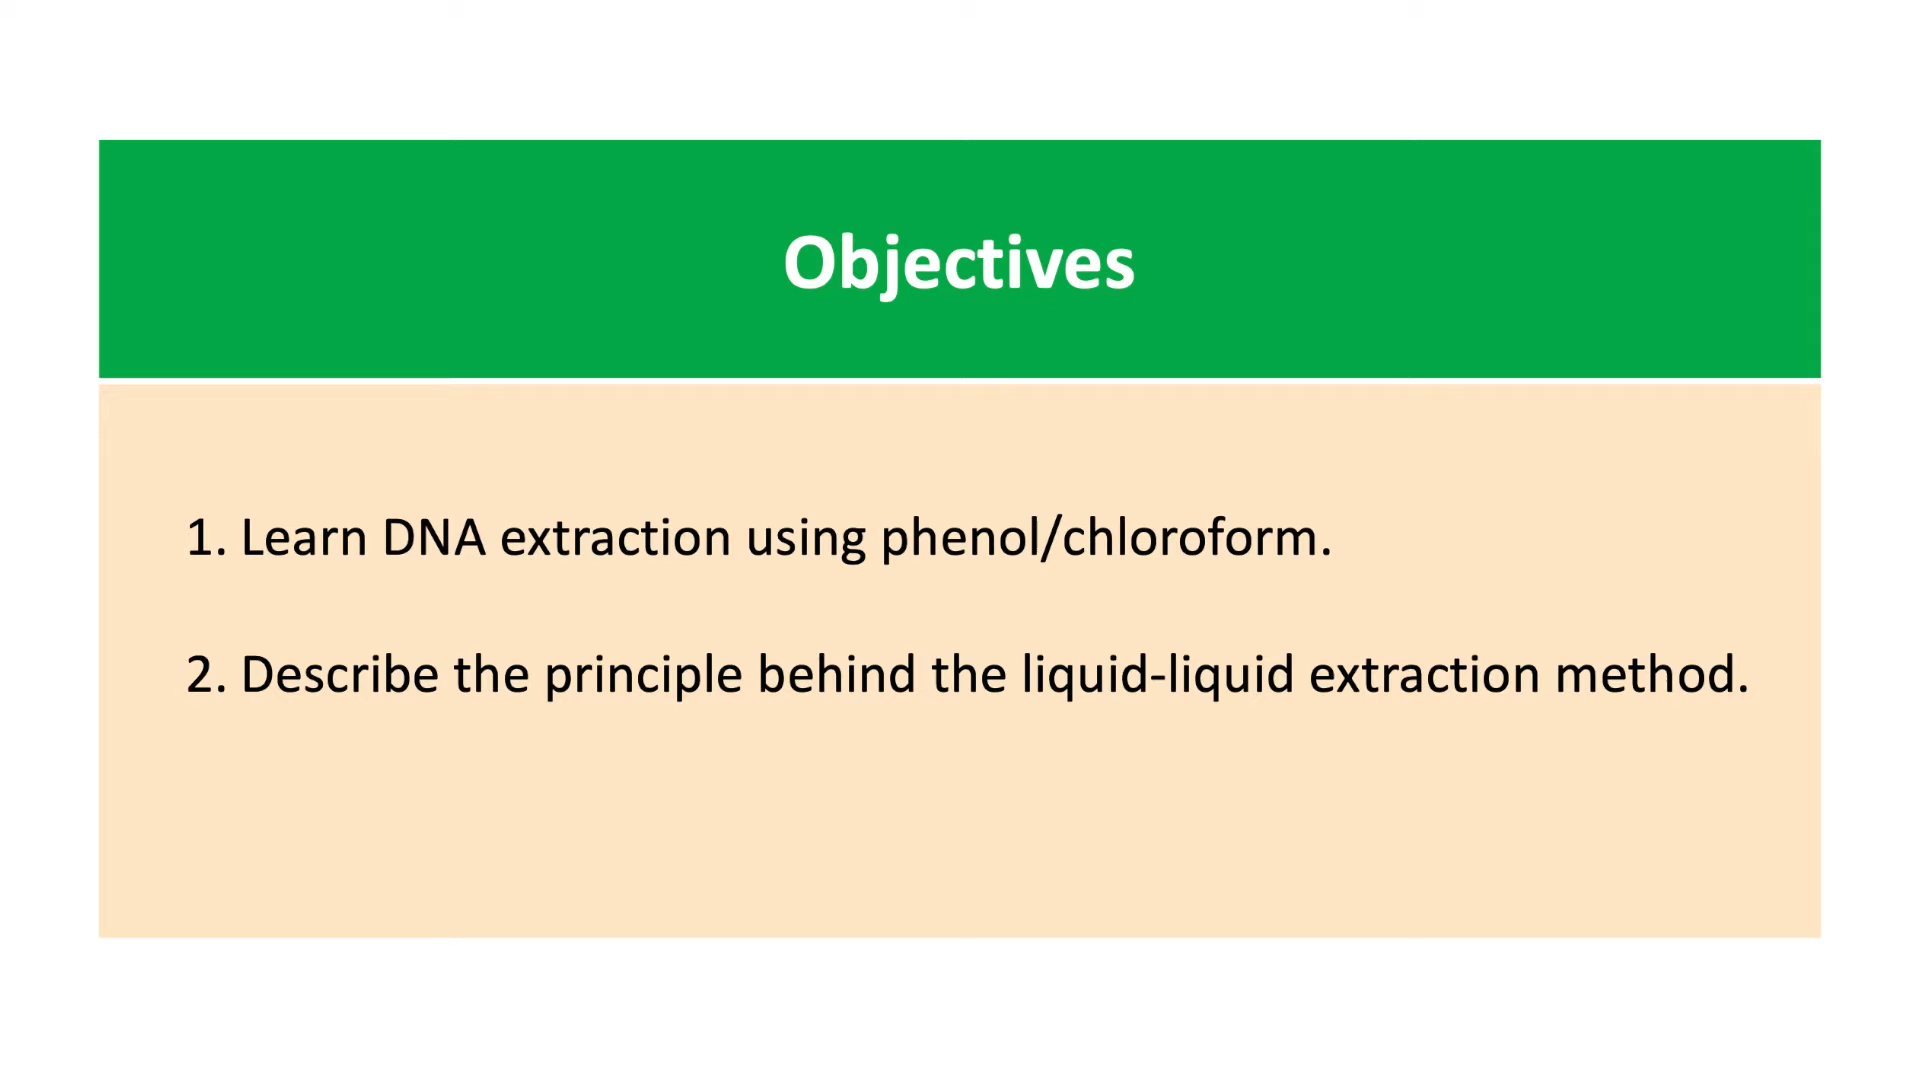 Objectives
1. Learn DNA extraction using phenol/chloroform.
2. Describe the principle behind the liquid-liquid extraction method.